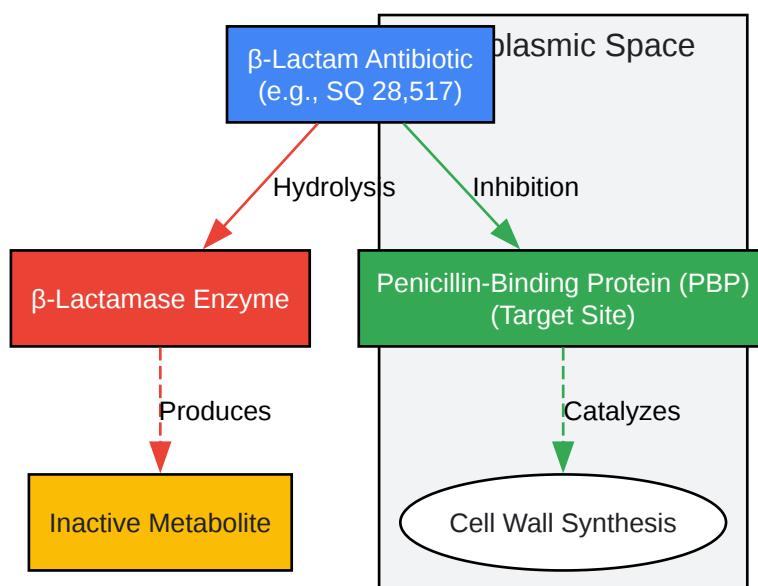 β-Lactam Antibiotic
(e.g., SQ 28,517)
plasmic Space
Hydrolysis
Inhibition
β-Lactamase Enzyme
Penicillin-Binding Protein (PBP)
(Target Site)
Produces
Catalyzes
Inactive Metabolite
Cell Wall Synthesis